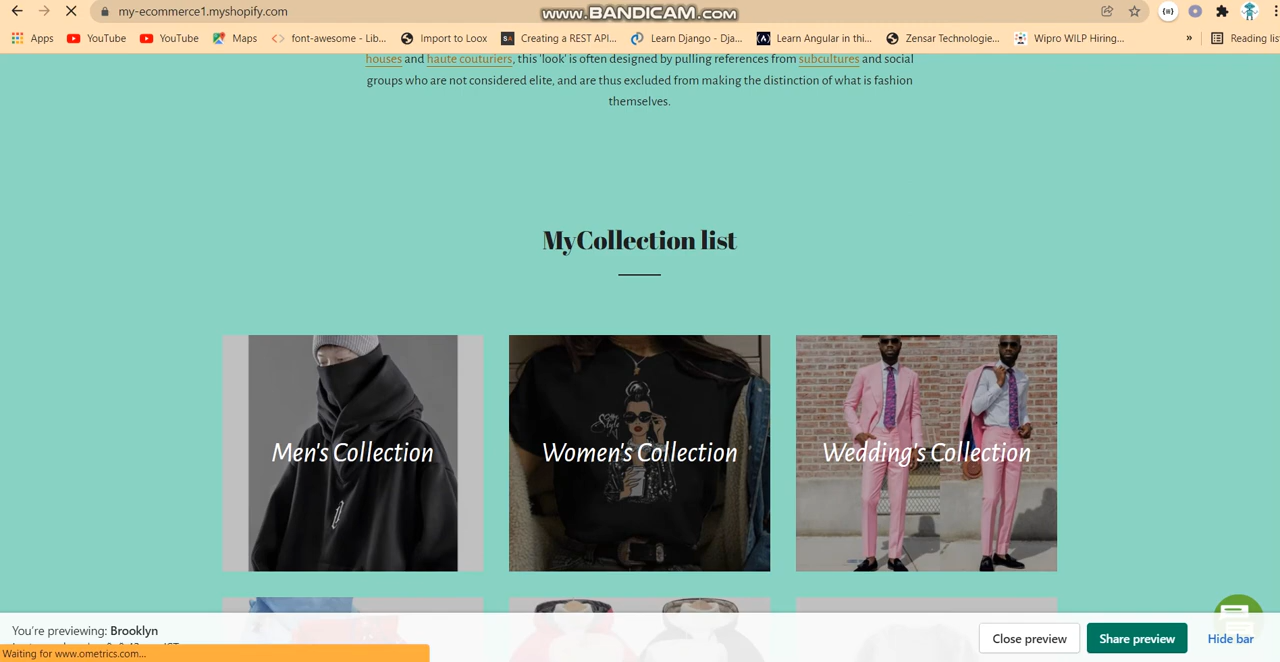 my-ecommerce1.myshopify.com
www.BANDICAM.com
Apps YouTube YouTube Maps font-awesome - Lib... Import to Loox Creating a REST API... Learn Django - Dja... Learn Angular in thi... Zensar Technologie... Wipro WILP Hiring... » Reading lis
houses and haute couturiers, this 'look' is often designed by pulling references from subcultures and social
groups who are not considered elite, and are thus excluded from making the distinction of what is fashion
themselves.
MyCollection list
Men's Collection
Women's Collection
Wedding's Collection
You're previewing: Brooklyn
Close preview
Share preview
Hide bar
Waiting for www.ometrics.com...